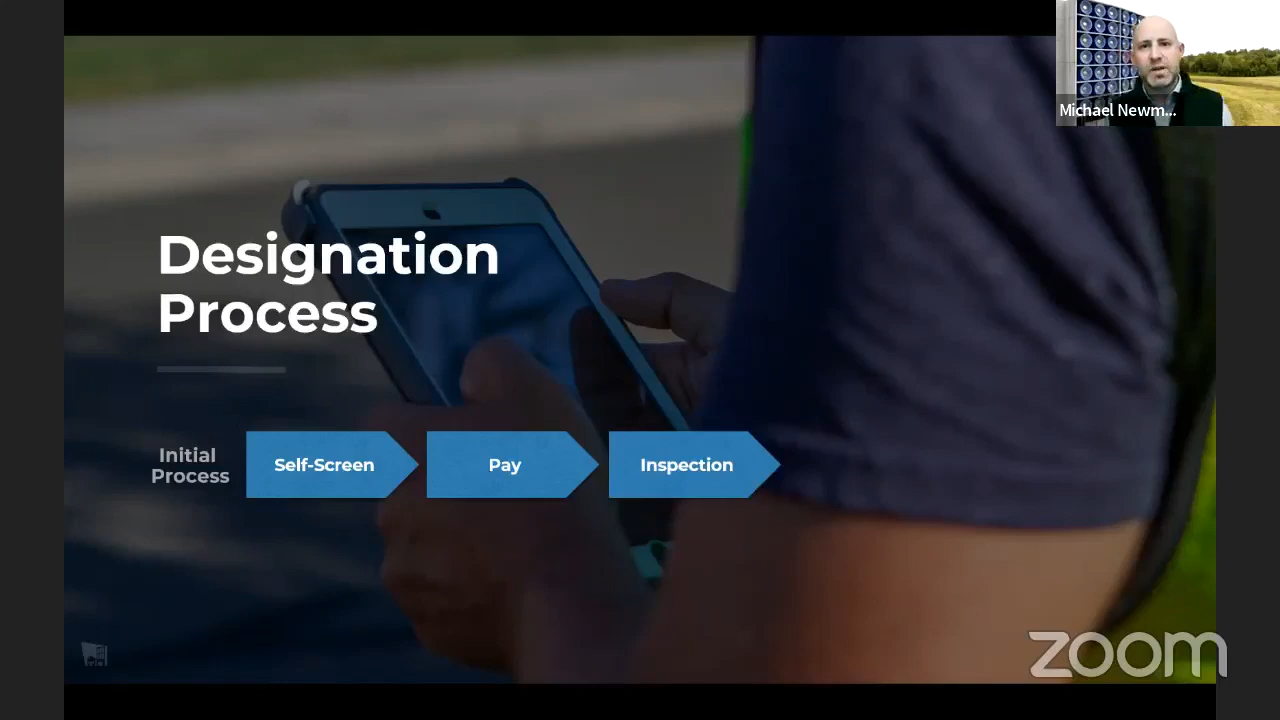 Michael Newm...
Designation
Process
Initial
Process
Self-Screen
Pay
Inspection
zoom